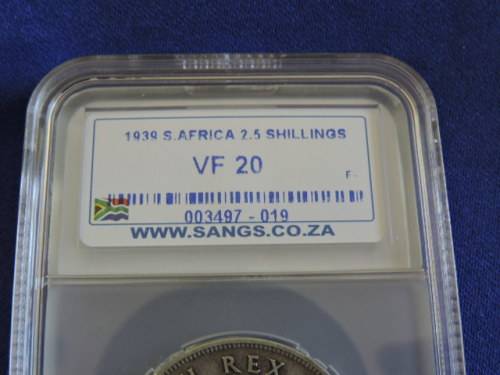 1939 S.AFRICA 2.5 SHILLINGS
VF 20
F-
003497 - 019
WWW.SANGS.CO.ZA
REX